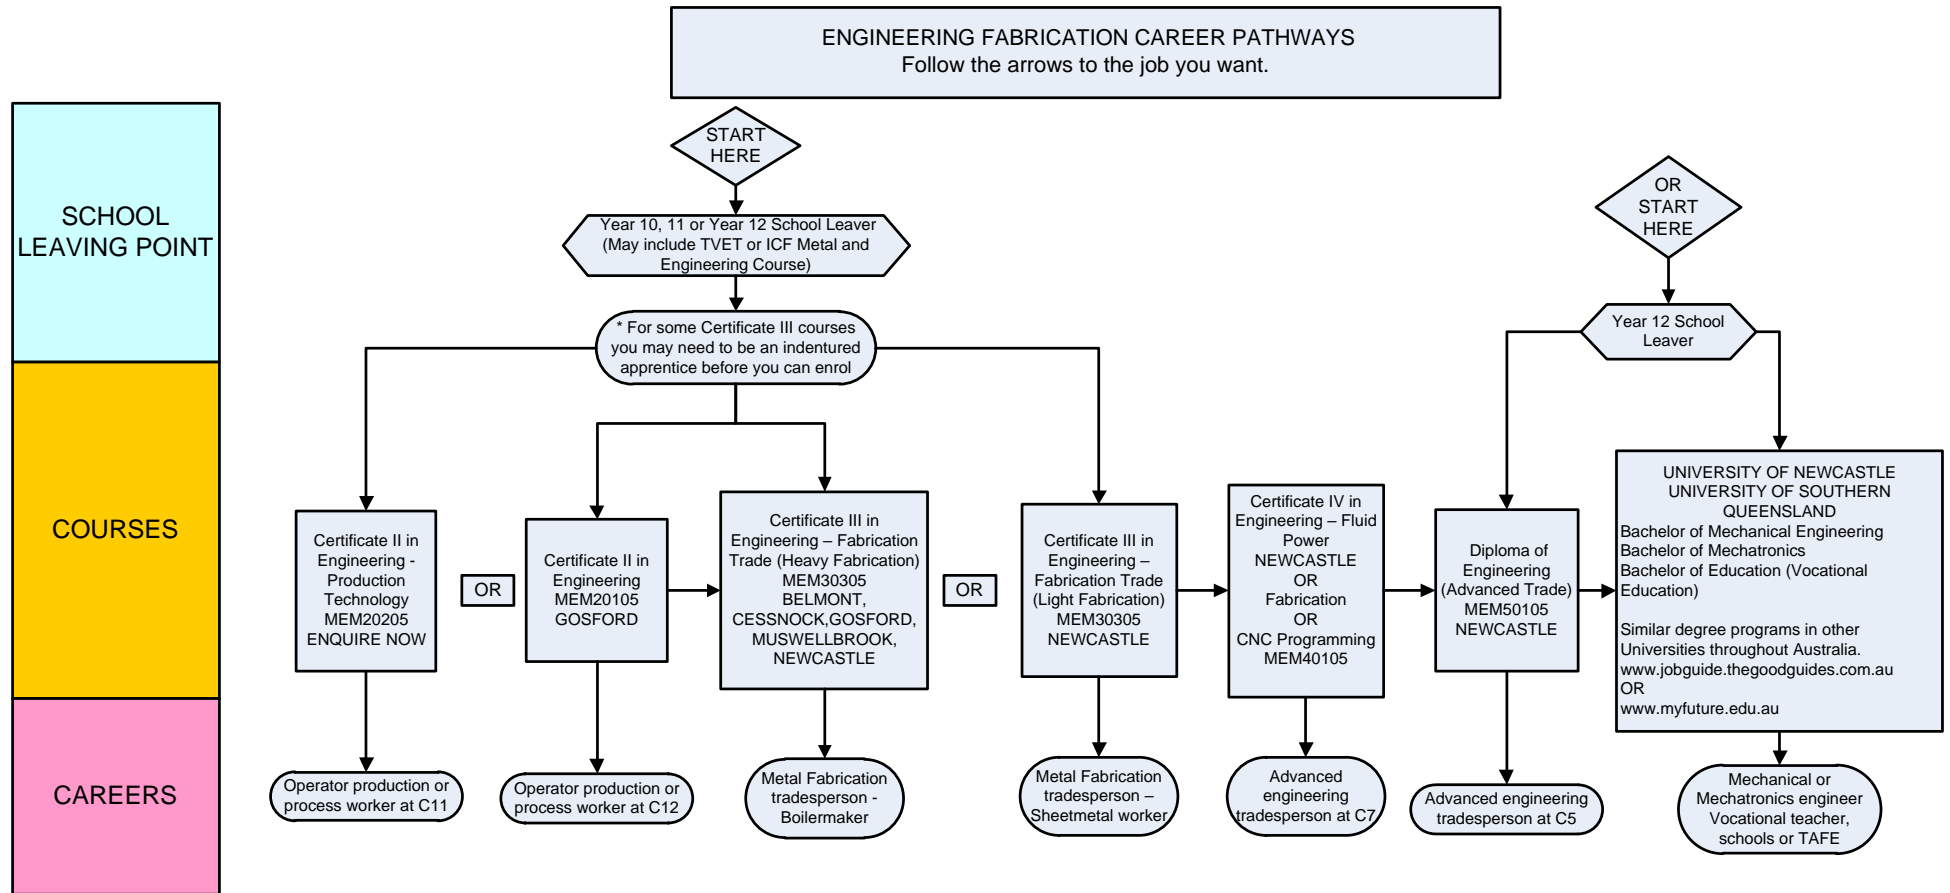 ENGINEERING FABRICATION CAREER PATHWAYS
Follow the arrows to the job you want.
SCHOOL
LEAVING POINT
START
HERE
OR
START
HERE
Year 10, 11 or Year 12 School Leaver
(May include TVET or ICF Metal and
Engineering Course)
* For some Certificate III courses
you may need to be an indentured
apprentice before you can enrol
Year 12 School
Leaver
COURSES
Certificate II in
Engineering -
Production
Technology
MEM20205
ENQUIRE NOW
OR
Certificate II in
Engineering
MEM20105
GOSFORD
Certificate III in
Engineering – Fabrication
Trade (Heavy Fabrication)
MEM30305
BELMONT,
CESSNOCK,GOSFORD,
MUSWELLBROOK,
NEWCASTLE
OR
Certificate III in
Engineering –
Fabrication Trade
(Light Fabrication)
MEM30305
NEWCASTLE
Certificate IV in
Engineering – Fluid
Power
NEWCASTLE
OR
Fabrication
OR
CNC Programming
MEM40105
Diploma of
Engineering
(Advanced Trade)
MEM50105
NEWCASTLE
UNIVERSITY OF NEWCASTLE
UNIVERSITY OF SOUTHERN
QUEENSLAND
Bachelor of Mechanical Engineering
Bachelor of Mechatronics
Bachelor of Education (Vocational
Education)
Similar degree programs in other
Universities throughout Australia.
www.jobguide.thegoodguides.com.au
OR
www.myfuture.edu.au
CAREERS
Operator production or
process worker at C11
Operator production or
process worker at C12
Metal Fabrication
tradesperson -
Boilermaker
Metal Fabrication
tradesperson –
Sheetmetal worker
Advanced
engineering
tradesperson at C7
Advanced engineering
tradesperson at C5
Mechanical or
Mechatronics engineer
Vocational teacher,
schools or TAFE